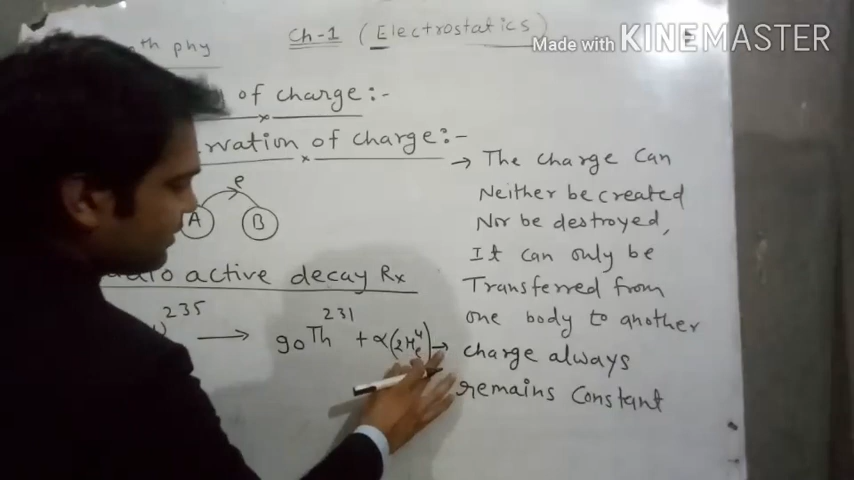 th phy
Ch-1 (Electrostatics)
Made with KINEMASTER
of charge:-
rvation of charge:-
e
A B
active decay Rx
235 → 90Th231 + α(2He4)
→ The charge Can
Neither be created
Nor be destroyed,
It can only be
Transferred from
one body to another
→ charge always
remains Constant